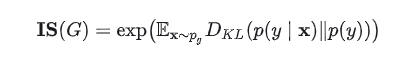 IS(G) = exp(𝔼_{x∼p_g} D_{KL}(p(y | x)‖p(y)))